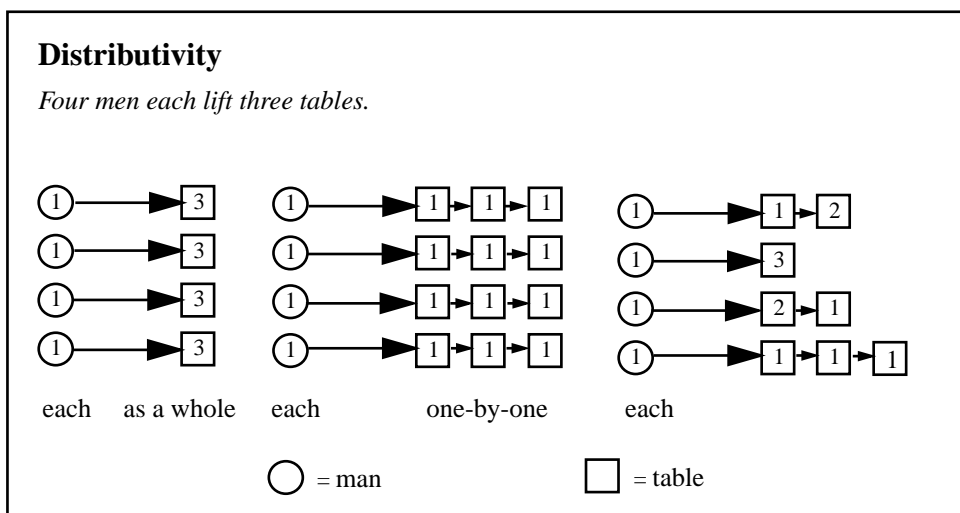 Distributivity
Four men each lift three tables.
1 3 1 1 1 1 1 1 2
1 3 1 1 1 1 1 3
1 3 1 1 1 1 1 2 1
1 3 1 1 1 1 1 1 1 1
each as a whole each one-by-one each
= man = table